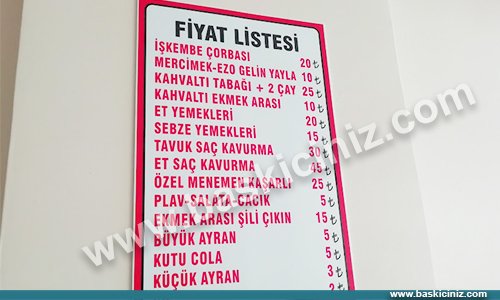 FİYAT LİSTESİ
İŞKEMBE ÇORBASI 20 ₺
MERCİMEK-EZO GELİN YAYLA 10 ₺
KAHVALTI TABAĞI + 2 ÇAY 25 ₺
KAHVALTI EKMEK ARASI 10 ₺
ET YEMEKLERİ 20 ₺
SEBZE YEMEKLERİ 15 ₺
TAVUK SAÇ KAVURMA 30 ₺
ET SAÇ KAVURMA 45 ₺
ÖZEL MENEMEN KAŞARLI 25 ₺
PLAV-SALATA-CACIK 5 ₺
EKMEK ARASI ŞİLİ ÇIKIN 15 ₺
BÜYÜK AYRAN 5 ₺
KUTU COLA 5 ₺
KÜÇÜK AYRAN 3 ₺
www.baskiciniz.com
www.baskiciniz.com